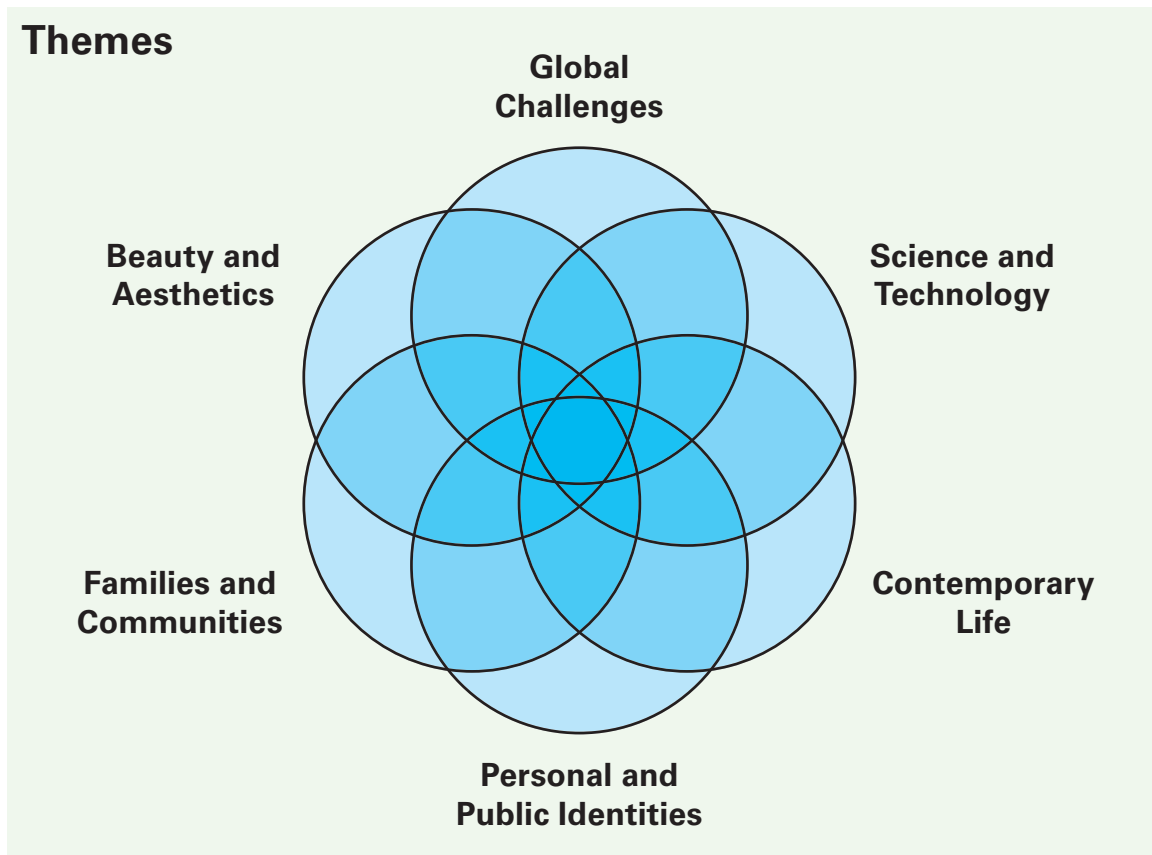 Themes
Global
Challenges
Beauty and
Aesthetics
Science and
Technology
Families and
Communities
Contemporary
Life
Personal and
Public Identities